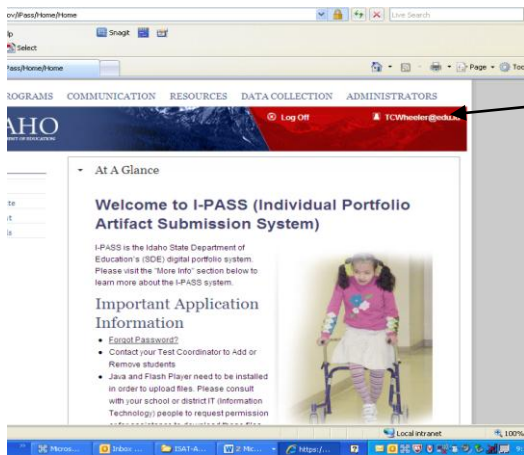 ov/iPass/Home/Home
Live Search
lp
Snagit
Select
Pass/Home/Home
Page
Too
ROGRAMS COMMUNICATION RESOURCES DATA COLLECTION ADMINISTRATORS
AHO
Log Off
TCWheeler@edu.id
At A Glance
te
Welcome to I-PASS (Individual Portfolio
Artifact Submission System)
I-PASS is the Idaho State Department of
Education's (SDE) digital portfolio system.
Please visit the "More Info" section below to
learn more about the I-PASS system.
Important Application
Information
Forgot Password?
Contact your Test Coordinator to Add or
Remove students
Java and Flash Player need to be installed
in order to upload files. Please consult
with your school or district IT (Information
Technology) people to request permission
Local intranet
100%
36 Micros...
Inbox ...
ISAT-A...
2 Mic...
https:/...